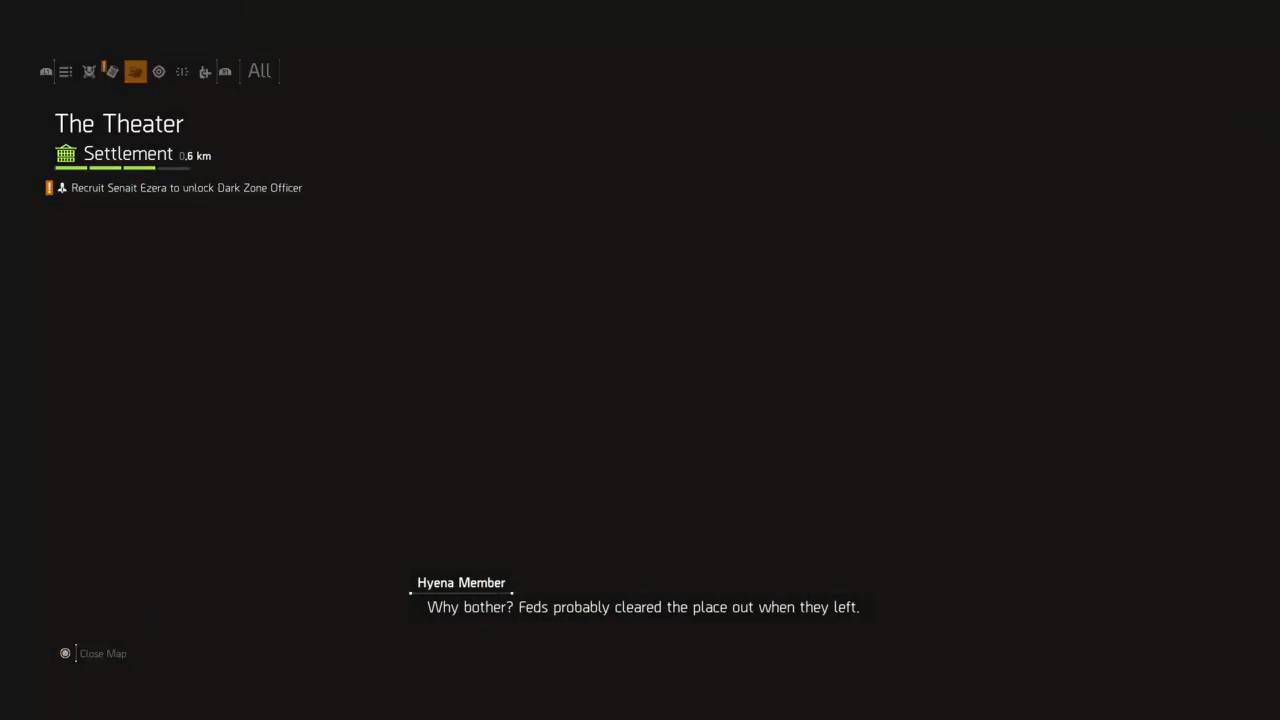 All
The Theater
Settlement 0.6 km
! Recruit Senait Ezera to unlock Dark Zone Officer
Hyena Member
Why bother? Feds probably cleared the place out when they left.
Close Map